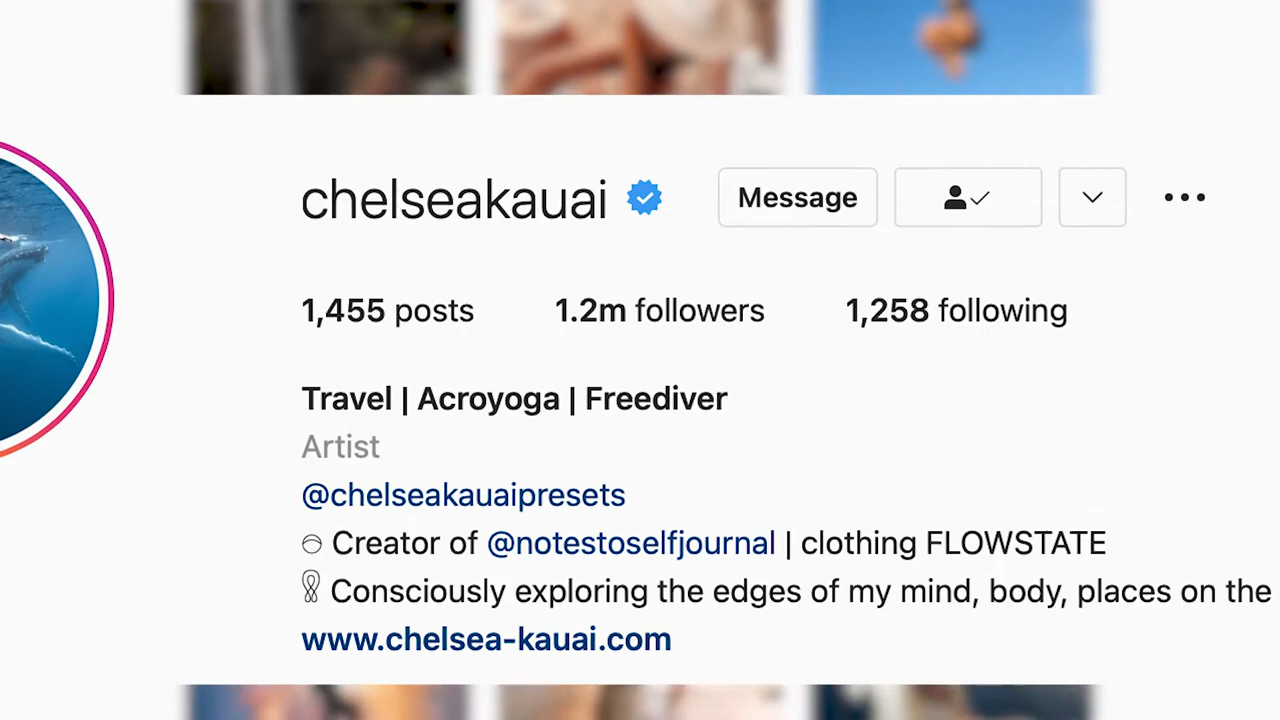 chelseakauai
Message
1,455 posts 1.2m followers 1,258 following
Travel | Acroyoga | Freediver
Artist
@chelseakauaipresets
Creator of @notestoselfjournal | clothing FLOWSTATE
Consciously exploring the edges of my mind, body, places on the
www.chelsea-kauai.com